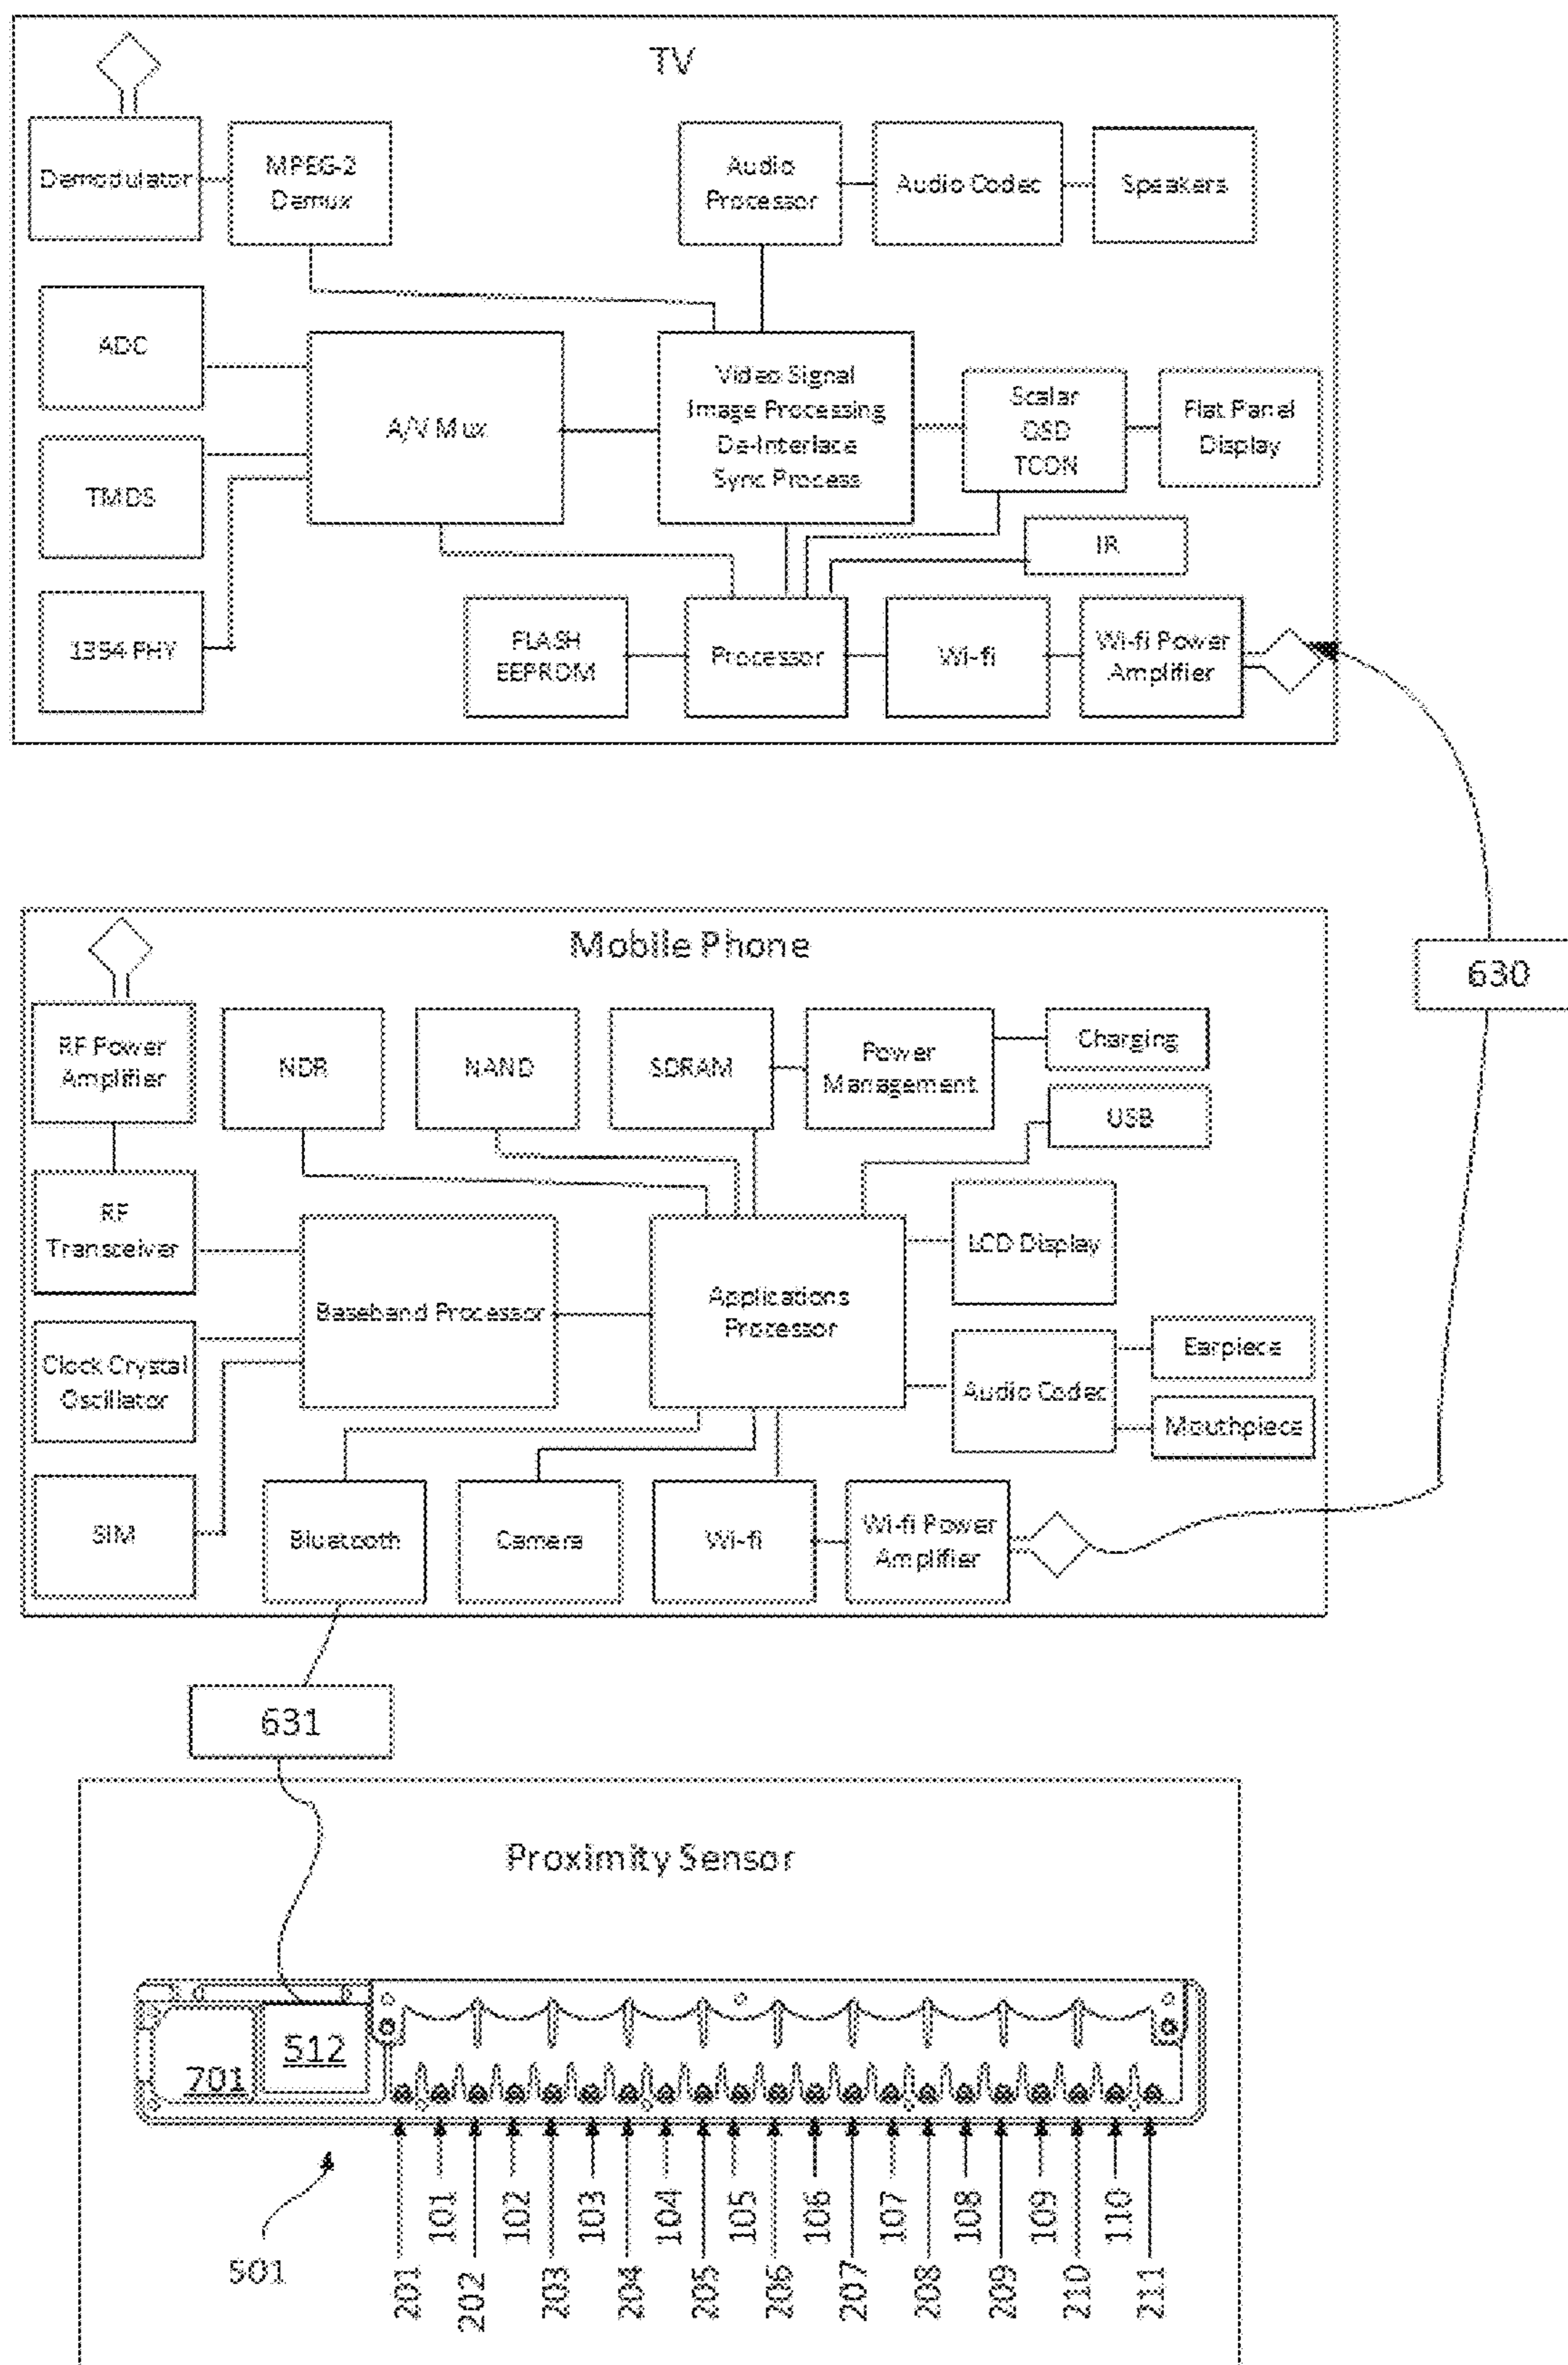 TV
Demodulator
MPEG-2
Demux
Audio
Processor
Audio Codec
Speakers
ADC
TMDS
1394 PHY
A/V Mux
Video Signal
Image Processing
De-Interlace
Sync Process
Scalar
OSD
TCON
Flat Panel
Display
IR
FLASH
EEPROM
Processor
Wi-fi
Wi-fi Power
Amplifier
630
Mobile Phone
RF Power
Amplifier
NDR
NAND
SDRAM
Power
Management
Charging
USB
RF
Transceiver
Clock Crystal
Oscillator
SIM
Baseband Processor
Applications
Processor
LCD Display
Audio Codec
Earpiece
Mouthpiece
Bluetooth
Camera
Wi-fi
Wi-fi Power
Amplifier
631
Proximity Sensor
701
512
501
101
102
103
104
105
106
107
108
109
110
201
202
203
204
205
206
207
208
209
210
211